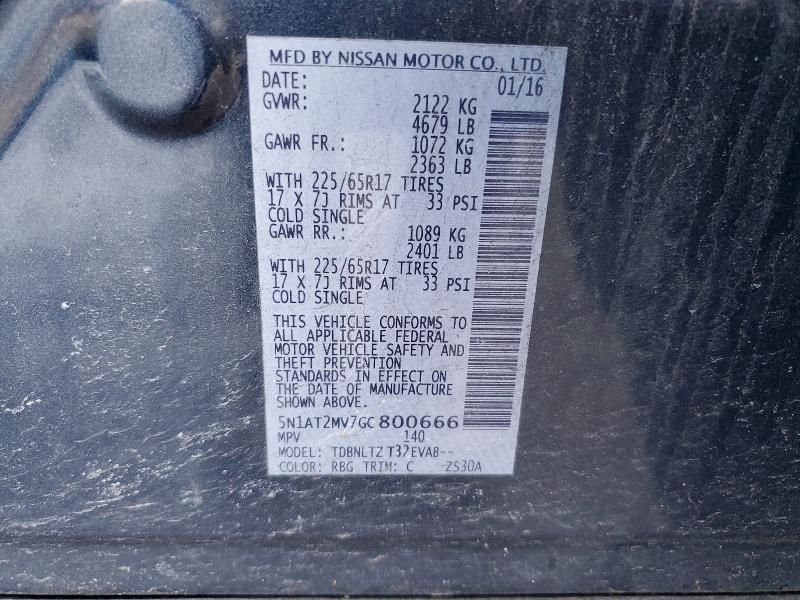 MFD BY NISSAN MOTOR CO., LTD.
DATE: 01/16
GVWR: 2122 KG
4679 LB
GAWR FR.: 1072 KG
2363 LB
WITH 225/65R17 TIRES
17 X 7J RIMS AT 33 PSI
COLD SINGLE
GAWR RR.: 1089 KG
2401 LB
WITH 225/65R17 TIRES
17 X 7J RIMS AT 33 PSI
COLD SINGLE
THIS VEHICLE CONFORMS TO
ALL APPLICABLE FEDERAL
MOTOR VEHICLE SAFETY AND
THEFT PREVENTION
STANDARDS IN EFFECT ON
THE DATE OF MANUFACTURE
SHOWN ABOVE.
5N1AT2MV7GC800666
MPV 140
MODEL: TDBNLTZ T32EVAB--
COLOR: RBG TRIM: C ZS30A